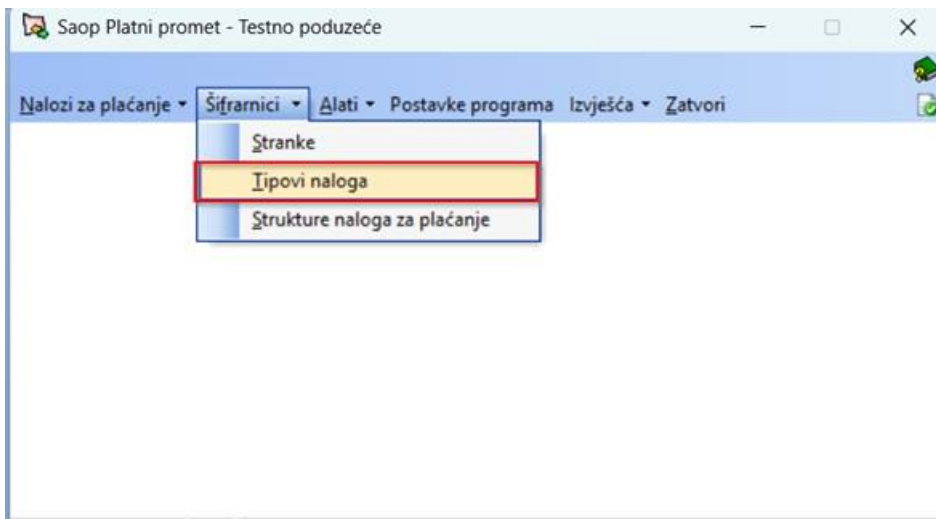 Saop Platni promet - Testno poduzeće
Nalozi za plaćanje Šifrarnici Alati Postavke programa Izvješća Zatvori
Stranke
Tipovi naloga
Strukture naloga za plaćanje